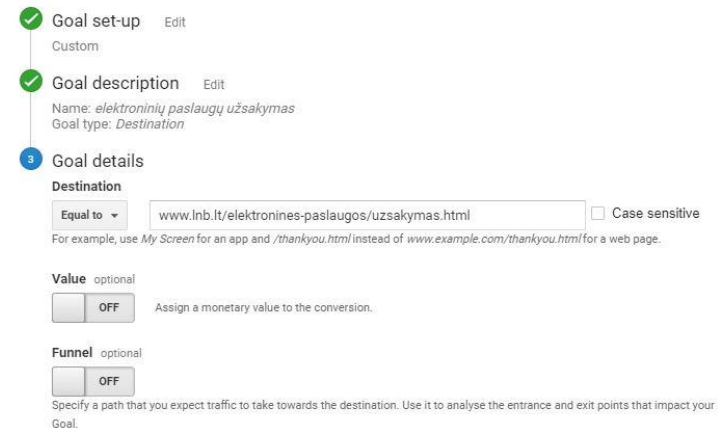 Goal set-up Edit
Custom
Goal description Edit
Name: elektroninių paslaugų užsakymas
Goal type: Destination
3 Goal details
Destination
Equal to www.lnb.lt/elektronines-paslaugos/uzsakymas.html Case sensitive
For example, use My Screen for an app and /thankyou.html instead of www.example.com/thankyou.html for a web page.
Value optional
OFF Assign a monetary value to the conversion.
Funnel optional
OFF
Specify a path that you expect traffic to take towards the destination. Use it to analyse the entrance and exit points that impact your
Goal.